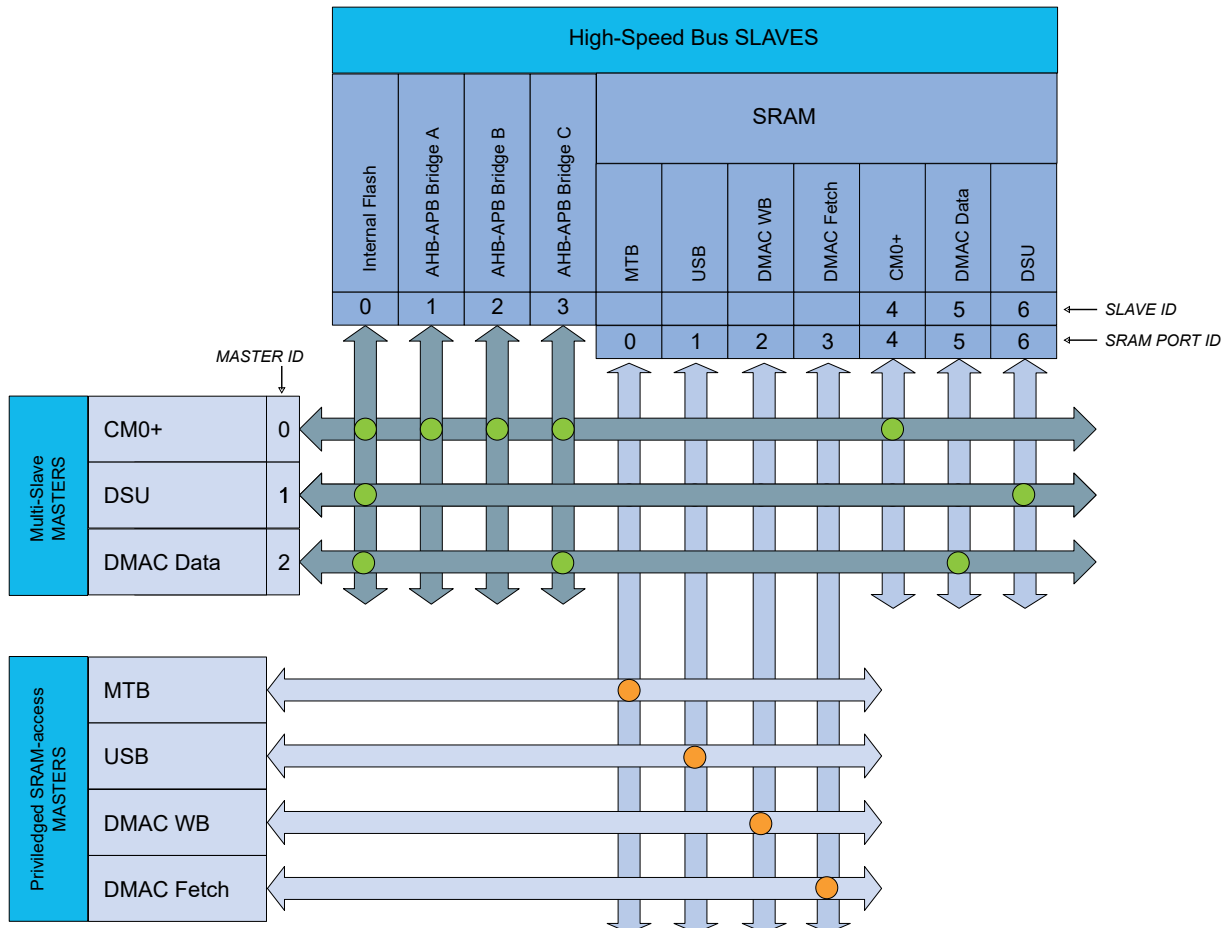 High-Speed Bus SLAVES
SRAM
Internal Flash
AHB-APB Bridge A
AHB-APB Bridge B
AHB-APB Bridge C
MTB
USB
DMAC WB
DMAC Fetch
CM0+
DMAC Data
DSU
0 1 2 3 4 5 6 SLAVE ID
0 1 2 3 4 5 6 SRAM PORT ID
MASTER ID
Multi-Slave
MASTERS
CM0+ 0
DSU 1
DMAC Data 2
Priviledged SRAM-access
MASTERS
MTB
USB
DMAC WB
DMAC Fetch